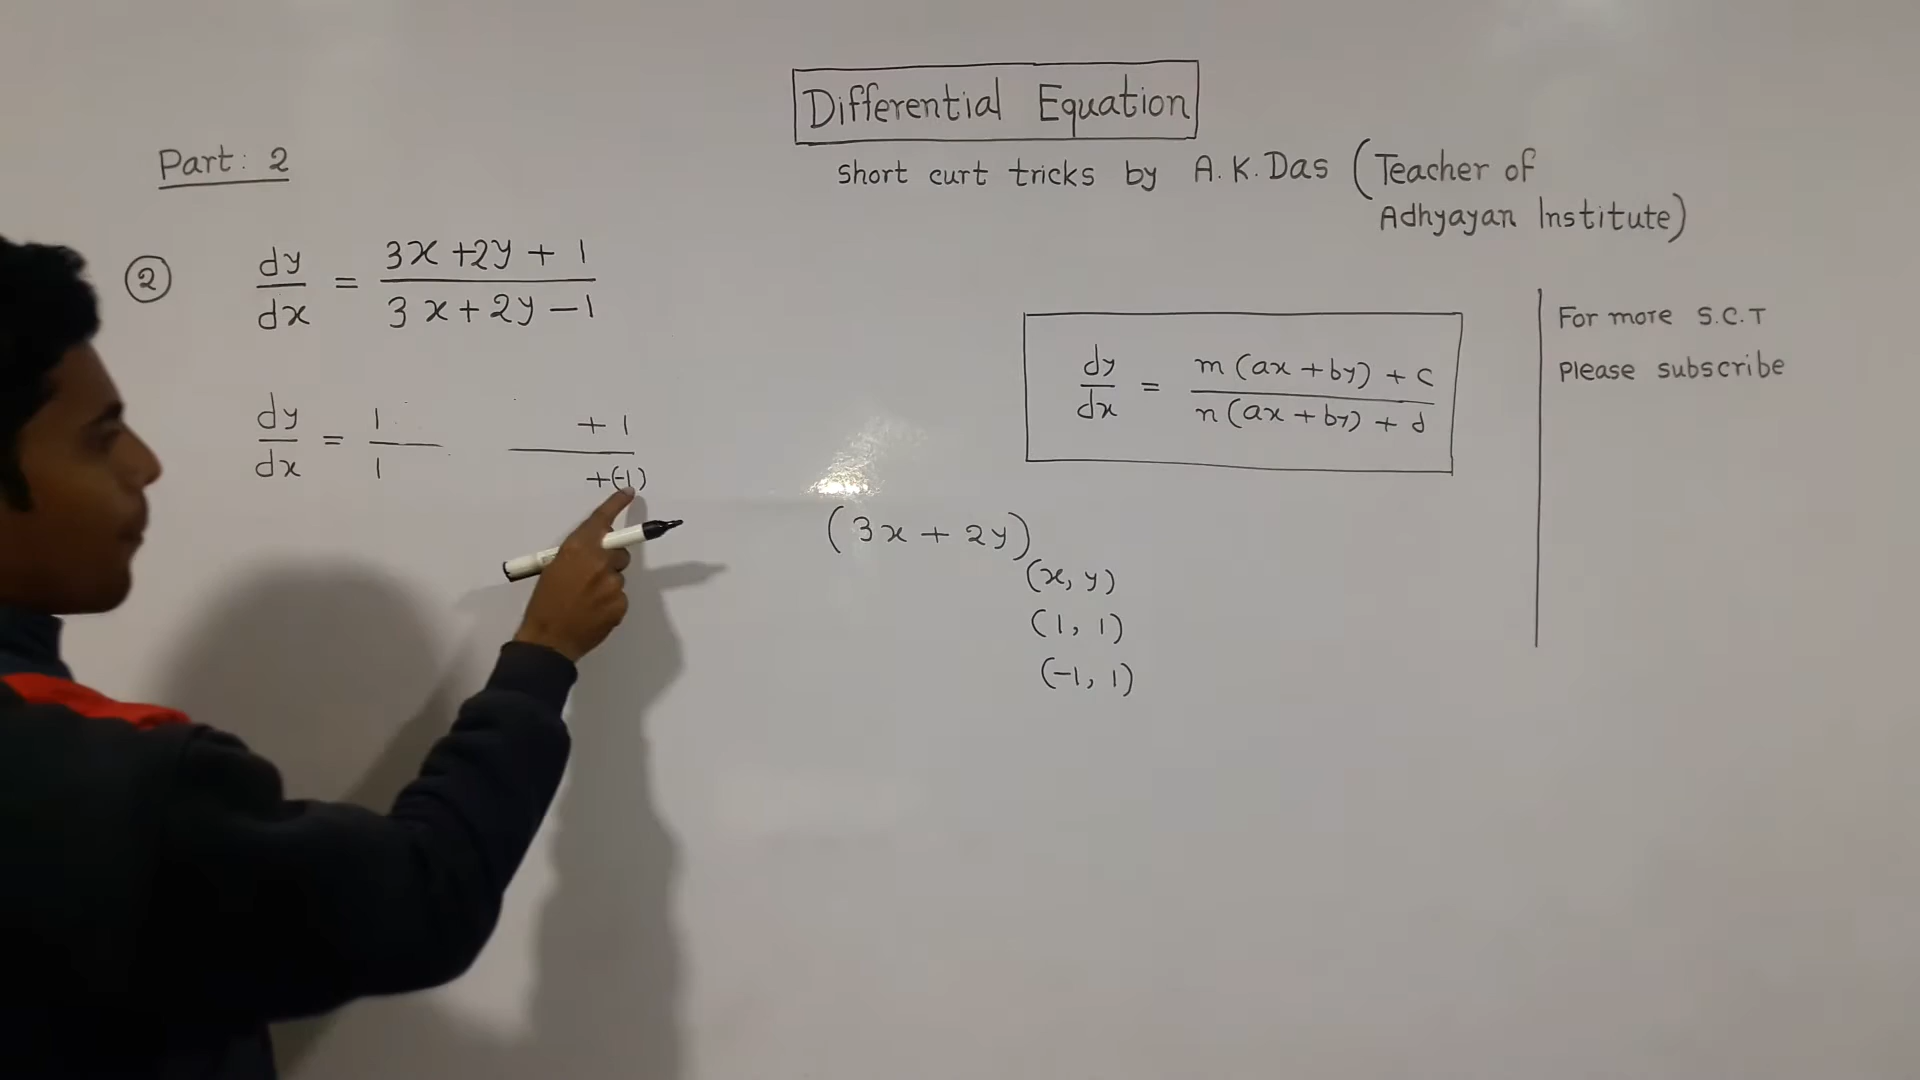 Differential Equation
Part: 2
short curt tricks by A.K.Das (Teacher of
Adhyayan Institute)
② dy/dx = (3x+2y+1)/(3x+2y-1)
dy/dx = 1/1 +1/+(-1)
dy/dx = (m(ax+by)+c)/(n(ax+by)+d)
For more S.C.T
please subscribe
(3x+2y)
(x, y)
(1, 1)
(-1, 1)